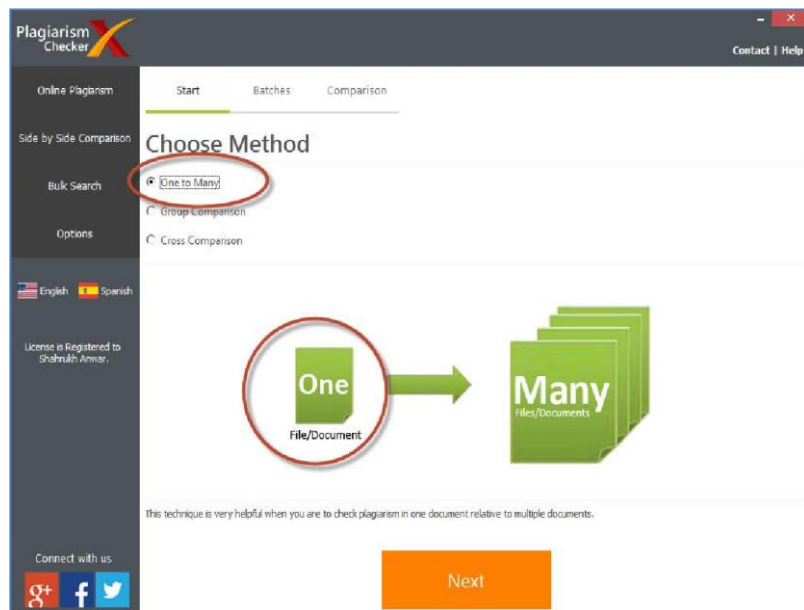 Plagiarism
Checker
Contact | Help
Online Plagiarism
Side by Side Comparison
Bulk Search
Options
English Spanish
License is Registered to
Shahrukh Anwar.
Connect with us
g+ f
Start Batches Comparison
Choose Method
One to Many
Group Comparison
Cross Comparison
One
File/Document
Many
Files/Documents
This technique is very helpful when you are to check plagiarism in one document relative to multiple documents.
Next